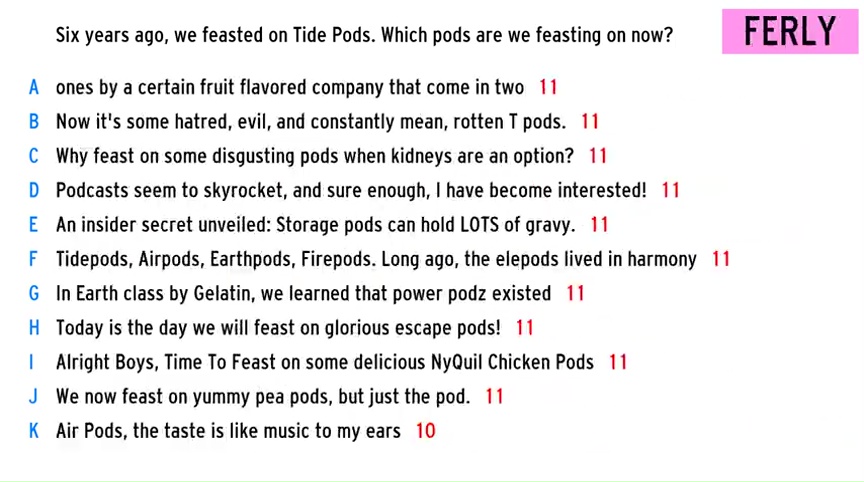 Six years ago, we feasted on Tide Pods. Which pods are we feasting on now?
FERLY
A ones by a certain fruit flavored company that come in two 11
B Now it's some hatred, evil, and constantly mean, rotten T pods. 11
C Why feast on some disgusting pods when kidneys are an option? 11
D Podcasts seem to skyrocket, and sure enough, I have become interested! 11
E An insider secret unveiled: Storage pods can hold LOTS of gravy. 11
F Tidepods, Airpods, Earthpods, Firepods. Long ago, the elepods lived in harmony 11
G In Earth class by Gelatin, we learned that power podz existed 11
H Today is the day we will feast on glorious escape pods! 11
I Alright Boys, Time To Feast on some delicious NyQuil Chicken Pods 11
J We now feast on yummy pea pods, but just the pod. 11
K Air Pods, the taste is like music to my ears 10